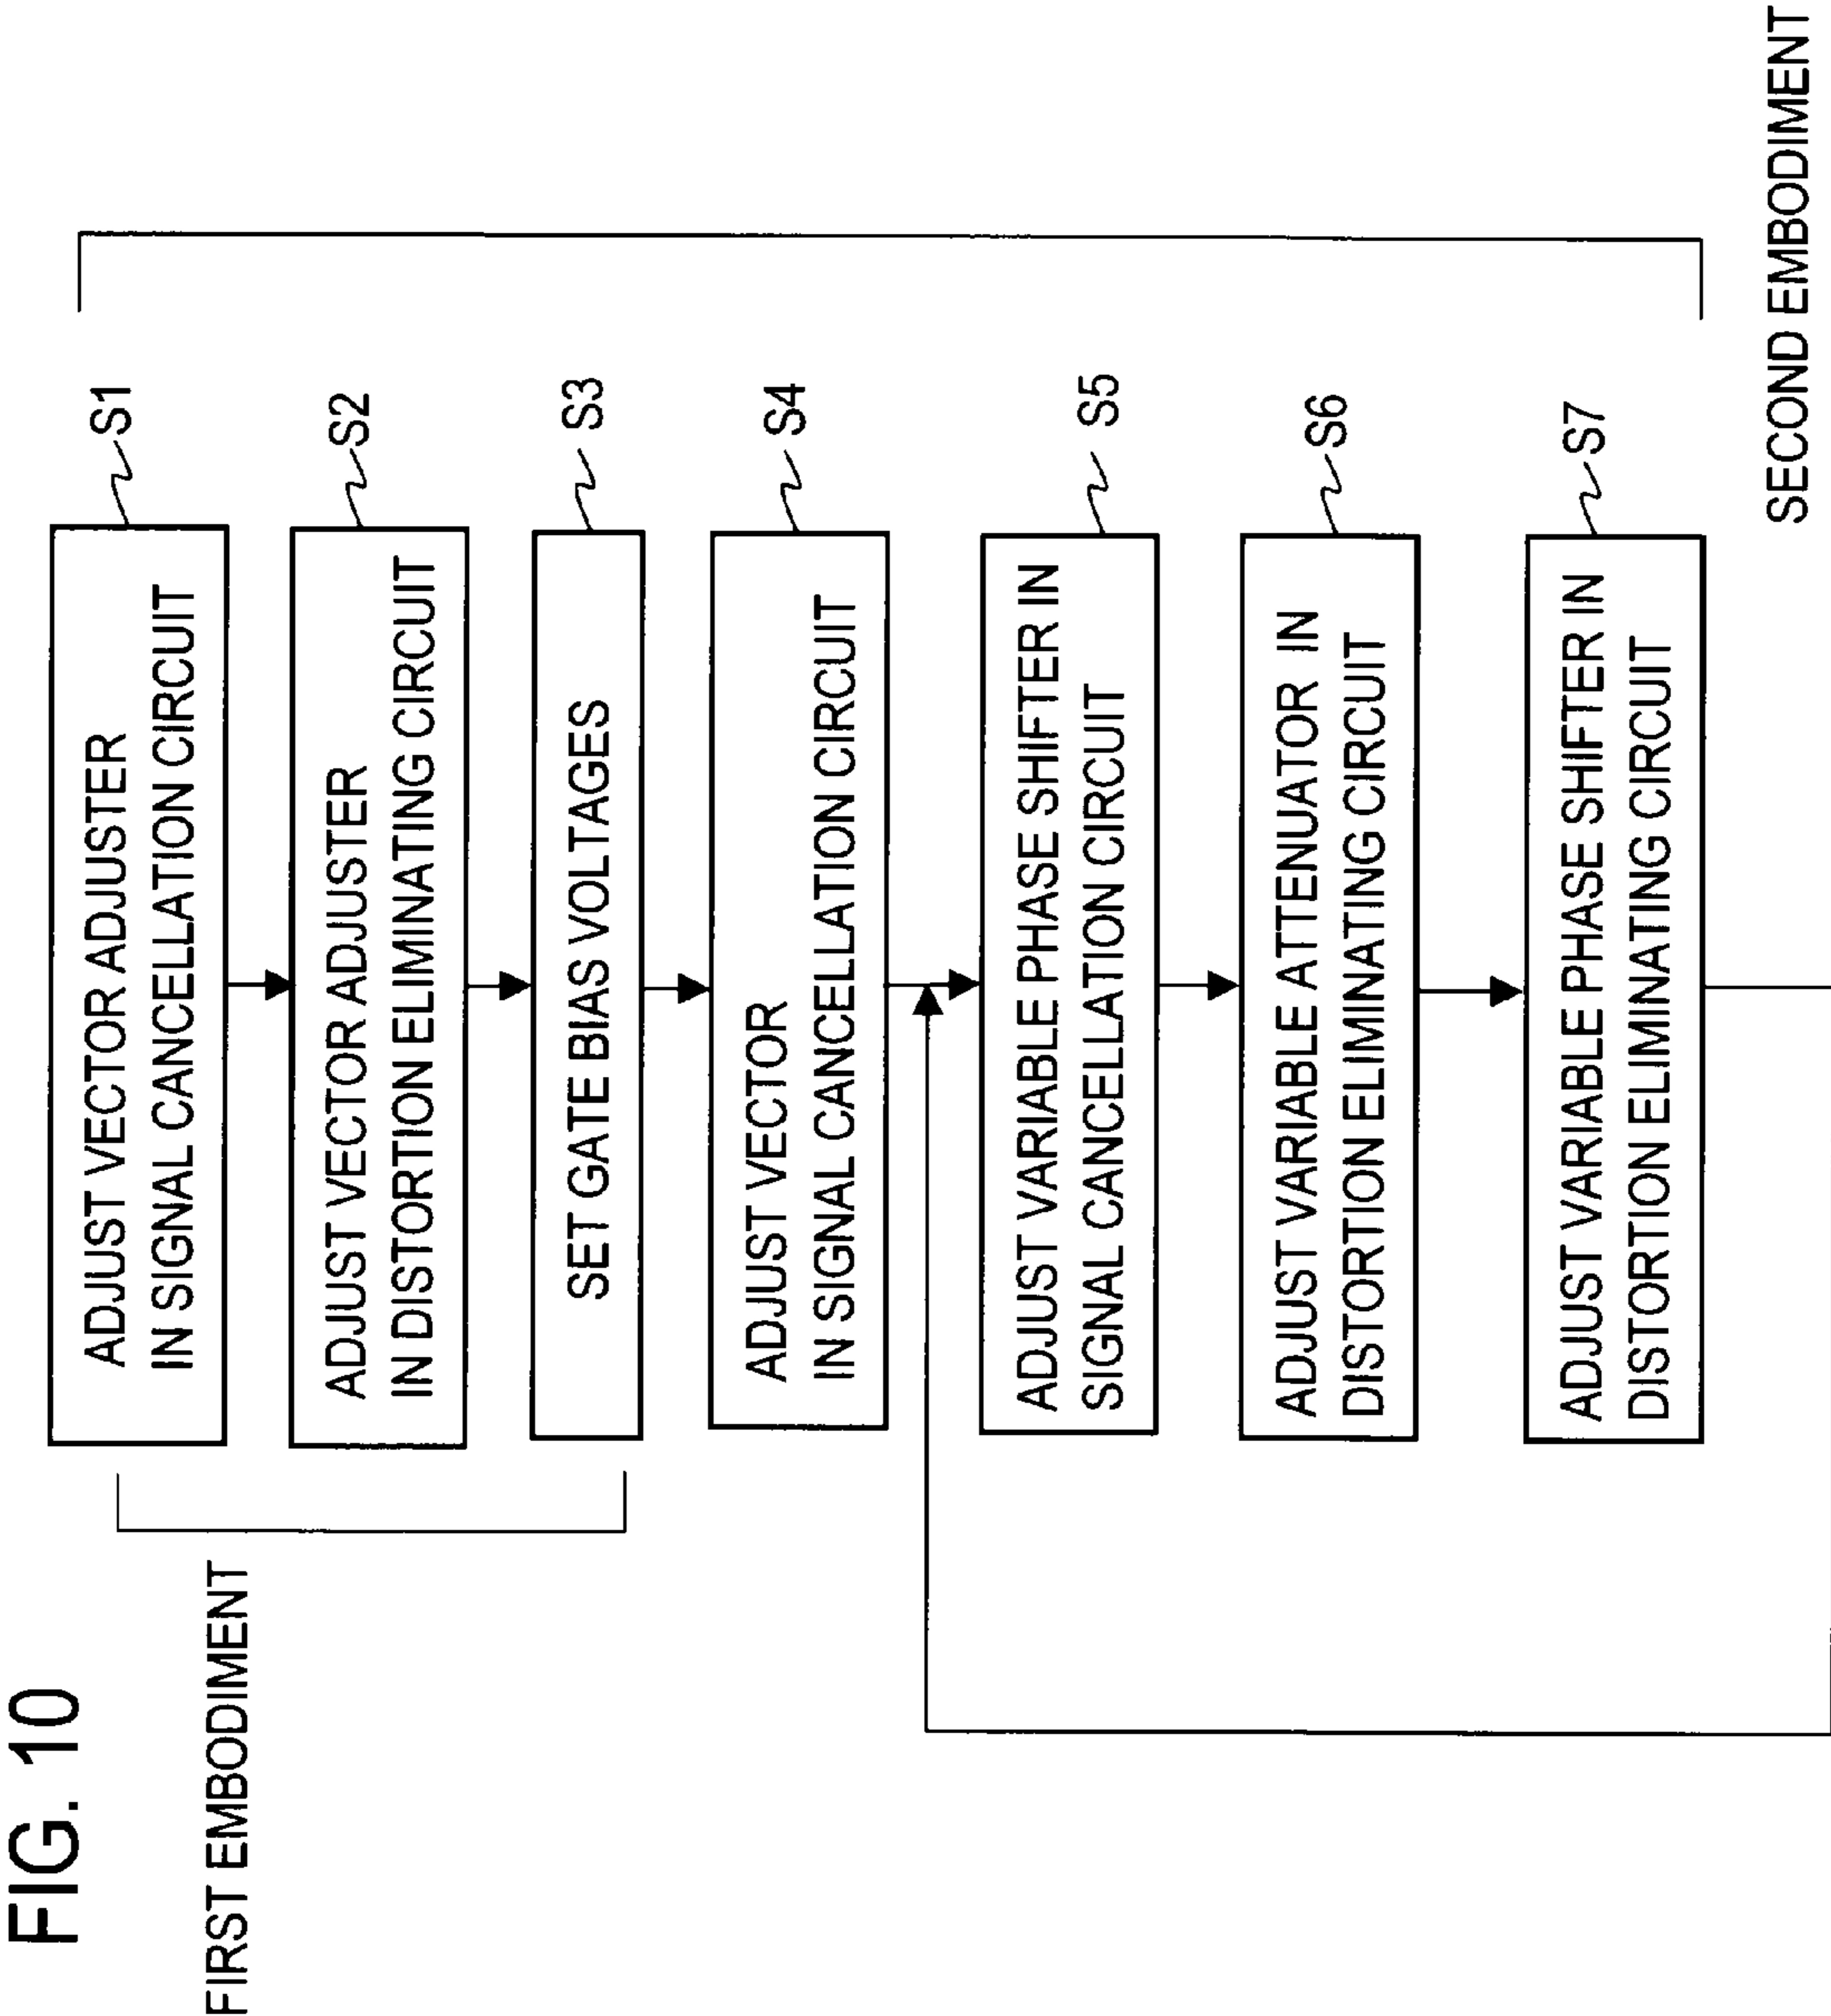 FIG. 10
FIRST EMBODIMENT
ADJUST VECTOR ADJUSTER
IN SIGNAL CANCELLATION CIRCUIT
S1
ADJUST VECTOR ADJUSTER
IN DISTORTION ELIMINATING CIRCUIT
S2
SET GATE BIAS VOLTAGES
S3
ADJUST VECTOR
IN SIGNAL CANCELLATION CIRCUIT
S4
ADJUST VARIABLE PHASE SHIFTER IN
SIGNAL CANCELLATION CIRCUIT
S5
ADJUST VARIABLE ATTENUATOR IN
DISTORTION ELIMINATING CIRCUIT
S6
ADJUST VARIABLE PHASE SHIFTER IN
DISTORTION ELIMINATING CIRCUIT
S7
SECOND EMBODIMENT